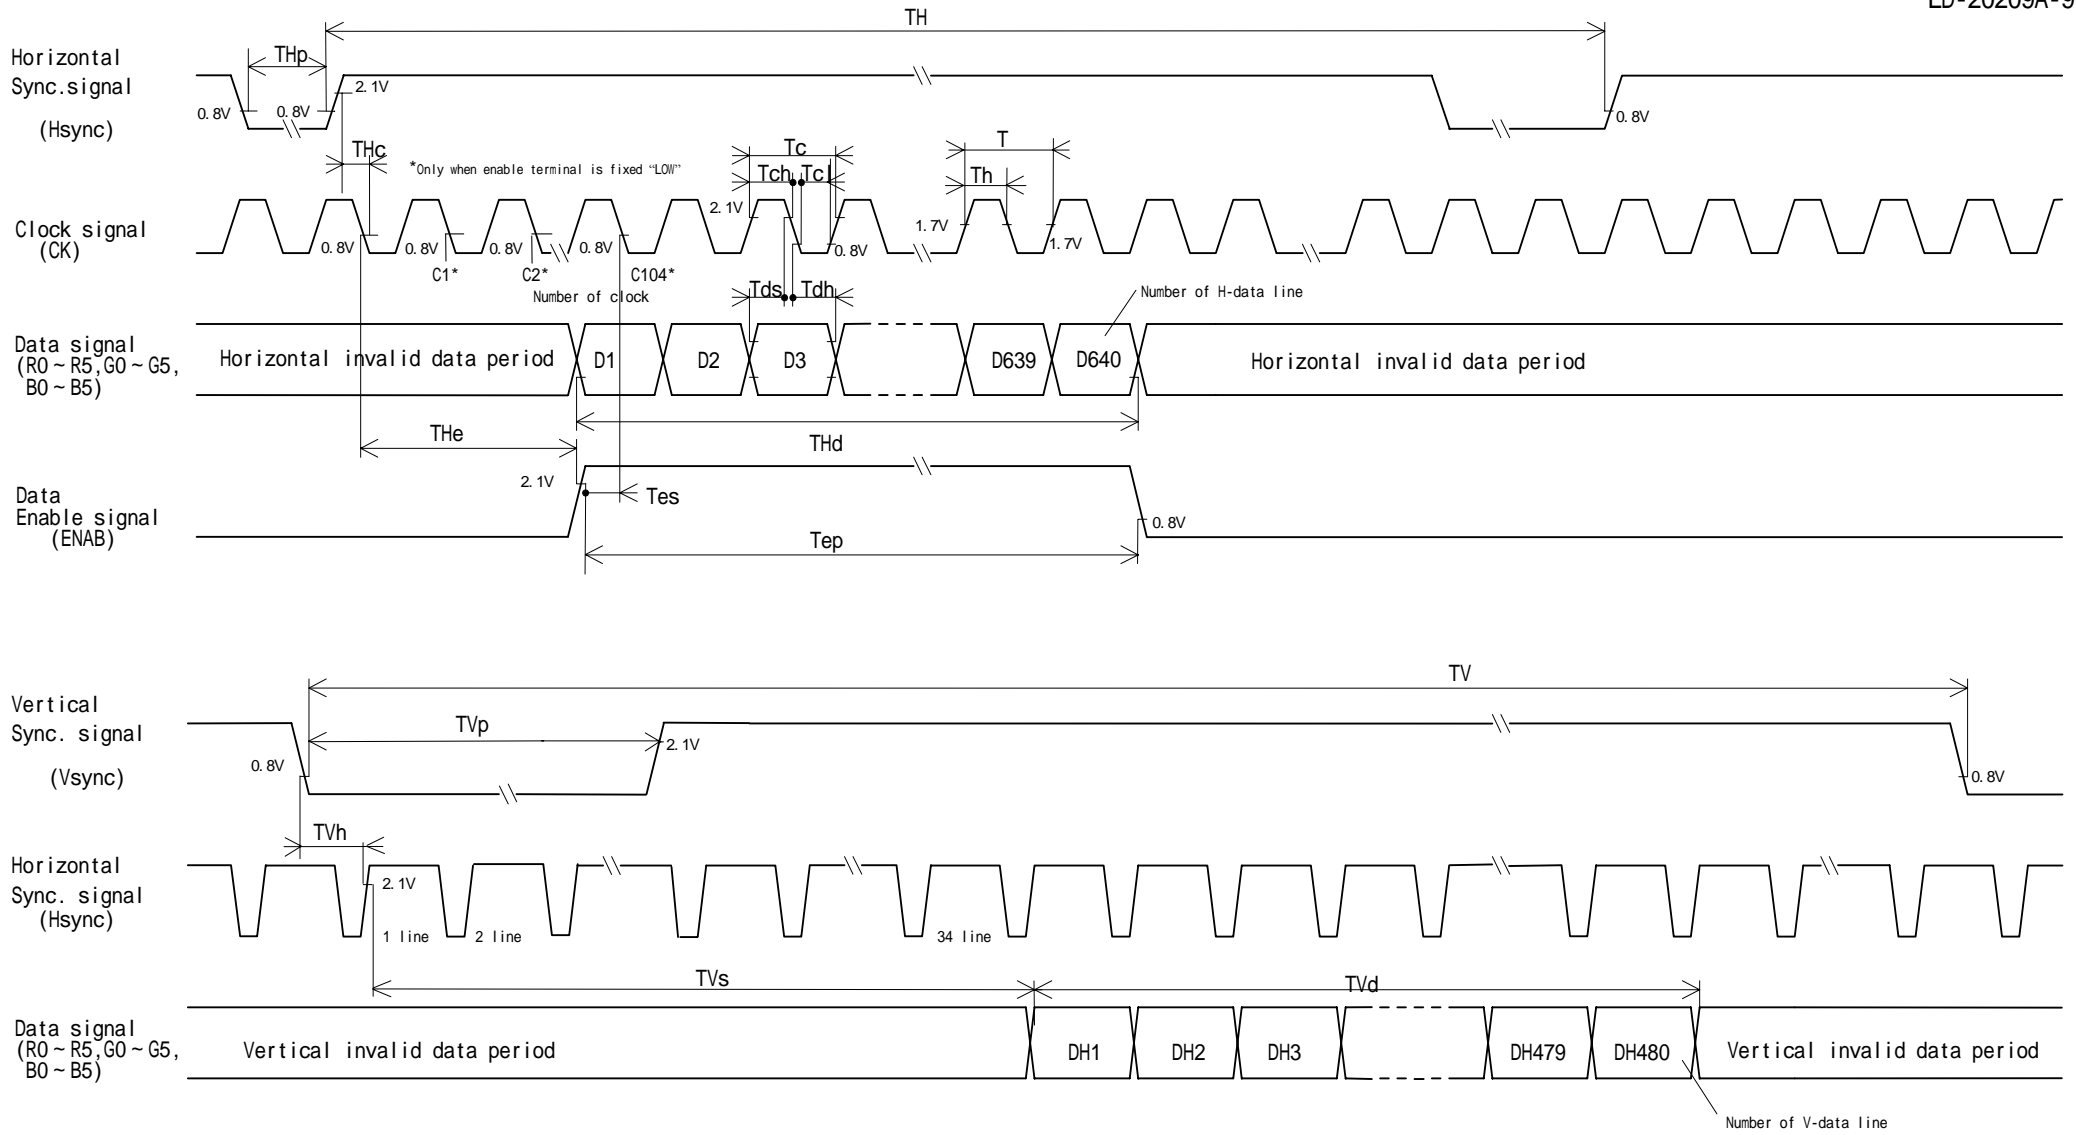 LD-20209A-9
TH
Horizontal
Sync.signal
(Hsync)
THp
2.1V
0.8V
0.8V
0.8V
THc
*Only when enable terminal is fixed “LOW”
Tc
Tch
Tcl
T
Th
Clock signal
(CK)
2.1V
1.7V
1.7V
0.8V
0.8V
0.8V
0.8V
0.8V
C1*
C2*
C104*
Number of clock
Tds
Tdh
Number of H-data line
Data signal
(R0~R5,G0~G5,
B0~B5)
Horizontal invalid data period
D1
D2
D3
D639
D640
Horizontal invalid data period
THe
THd
Data
Enable signal
(ENAB)
2.1V
Tes
0.8V
Tep
TV
Vertical
Sync. signal
(Vsync)
TVp
2.1V
0.8V
0.8V
TVh
Horizontal
Sync. signal
(Hsync)
2.1V
1 line
2 line
34 line
TVs
TVd
Data signal
(R0~R5,G0~G5,
B0~B5)
Vertical invalid data period
DH1
DH2
DH3
DH479
DH480
Vertical invalid data period
Number of V-data line